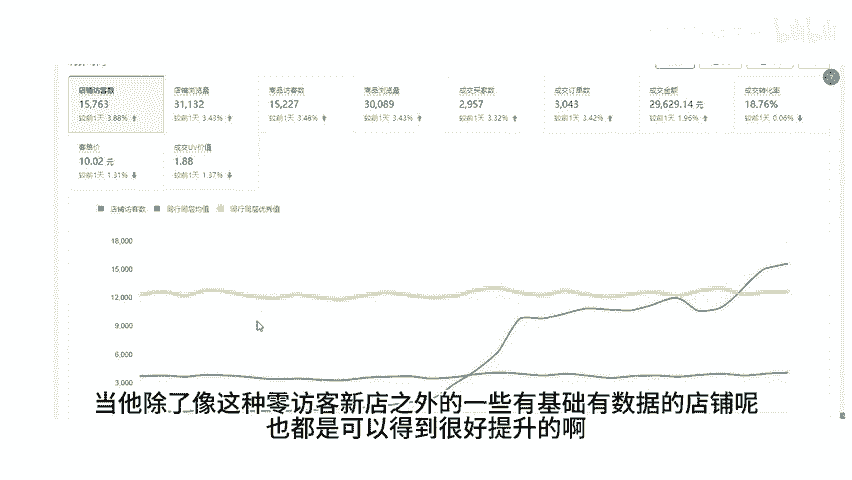 店铺访客数 店铺浏览量 商品访客数 商品浏览量 成交买家数 成交订单数 成交金额 成交转化率
15,763 31,132 15,227 30,089 2,957 3,043 29,629.14 元 18.76%
较前1天 3.88% 较前1天 3.43% 较前1天 3.48% 较前1天 3.43% 较前1天 3.32% 较前1天 3.42% 较前1天 1.96% 较前1天 0.06%
客单价 成交UV价值
10.02 元 1.88
较前1天 1.31% 较前1天 1.37%
店铺访客数 同行同层均值 同行同层优秀值
18,000
15,000
12,000
9,000
6,000
3,000
当他除了像这种零访客新店之外的一些有基础有数据的店铺呢
也都是可以得到很好提升的啊